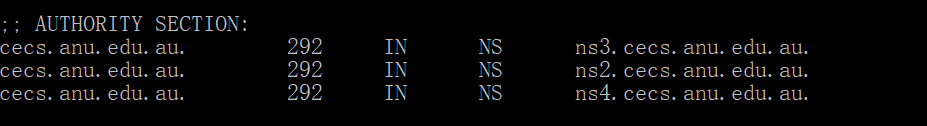 ;; AUTHORITY SECTION:
cecs.anu.edu.au. 292 IN NS ns3.cecs.anu.edu.au.
cecs.anu.edu.au. 292 IN NS ns2.cecs.anu.edu.au.
cecs.anu.edu.au. 292 IN NS ns4.cecs.anu.edu.au.